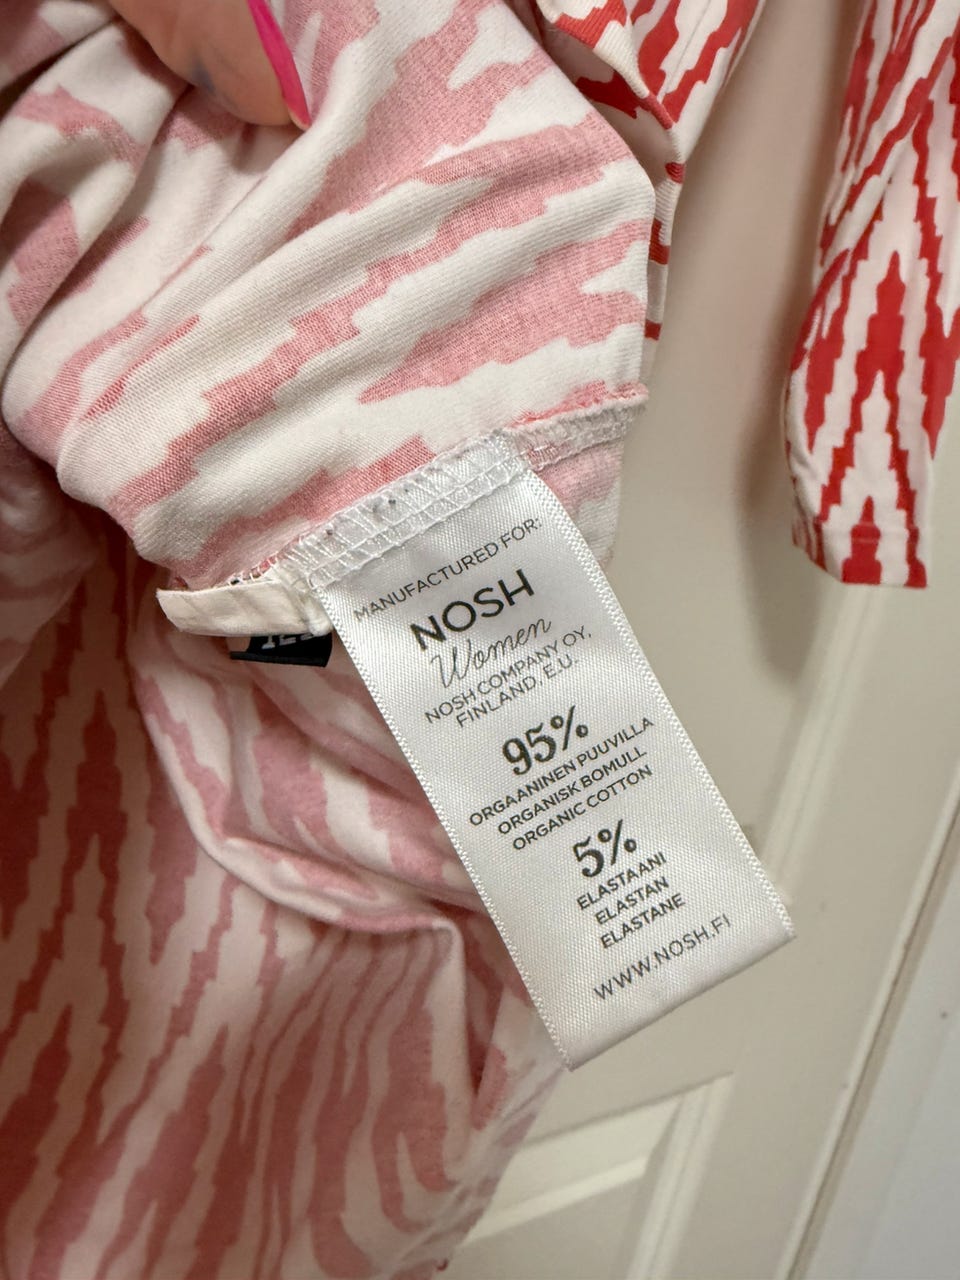 MANUFACTURED FOR:
NOSH
Women
NOSH COMPANY OY,
FINLAND, E.U.
95%
ORGAANINEN PUUVILLA
ORGANISK BOMULL
ORGANIC COTTON
5%
ELASTAANI
ELASTAN
ELASTANE
WWW.NOSH.FI